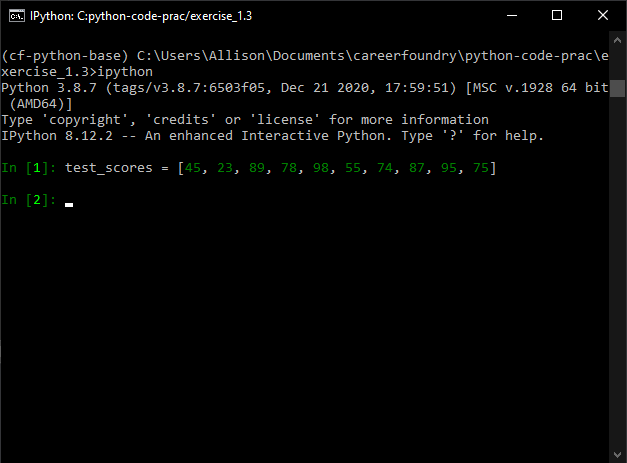 IPython: C:python-code-prac/exercise_1.3
(cf-python-base) C:\Users\Allison\Documents\careerfoundry\python-code-prac\e
xercise_1.3>ipython
Python 3.8.7 (tags/v3.8.7:6503f05, Dec 21 2020, 17:59:51) [MSC v.1928 64 bit
 (AMD64)]
Type 'copyright', 'credits' or 'license' for more information
IPython 8.12.2 -- An enhanced Interactive Python. Type '?' for help.
In [1]: test_scores = [45, 23, 89, 78, 98, 55, 74, 87, 95, 75]
In [2]: